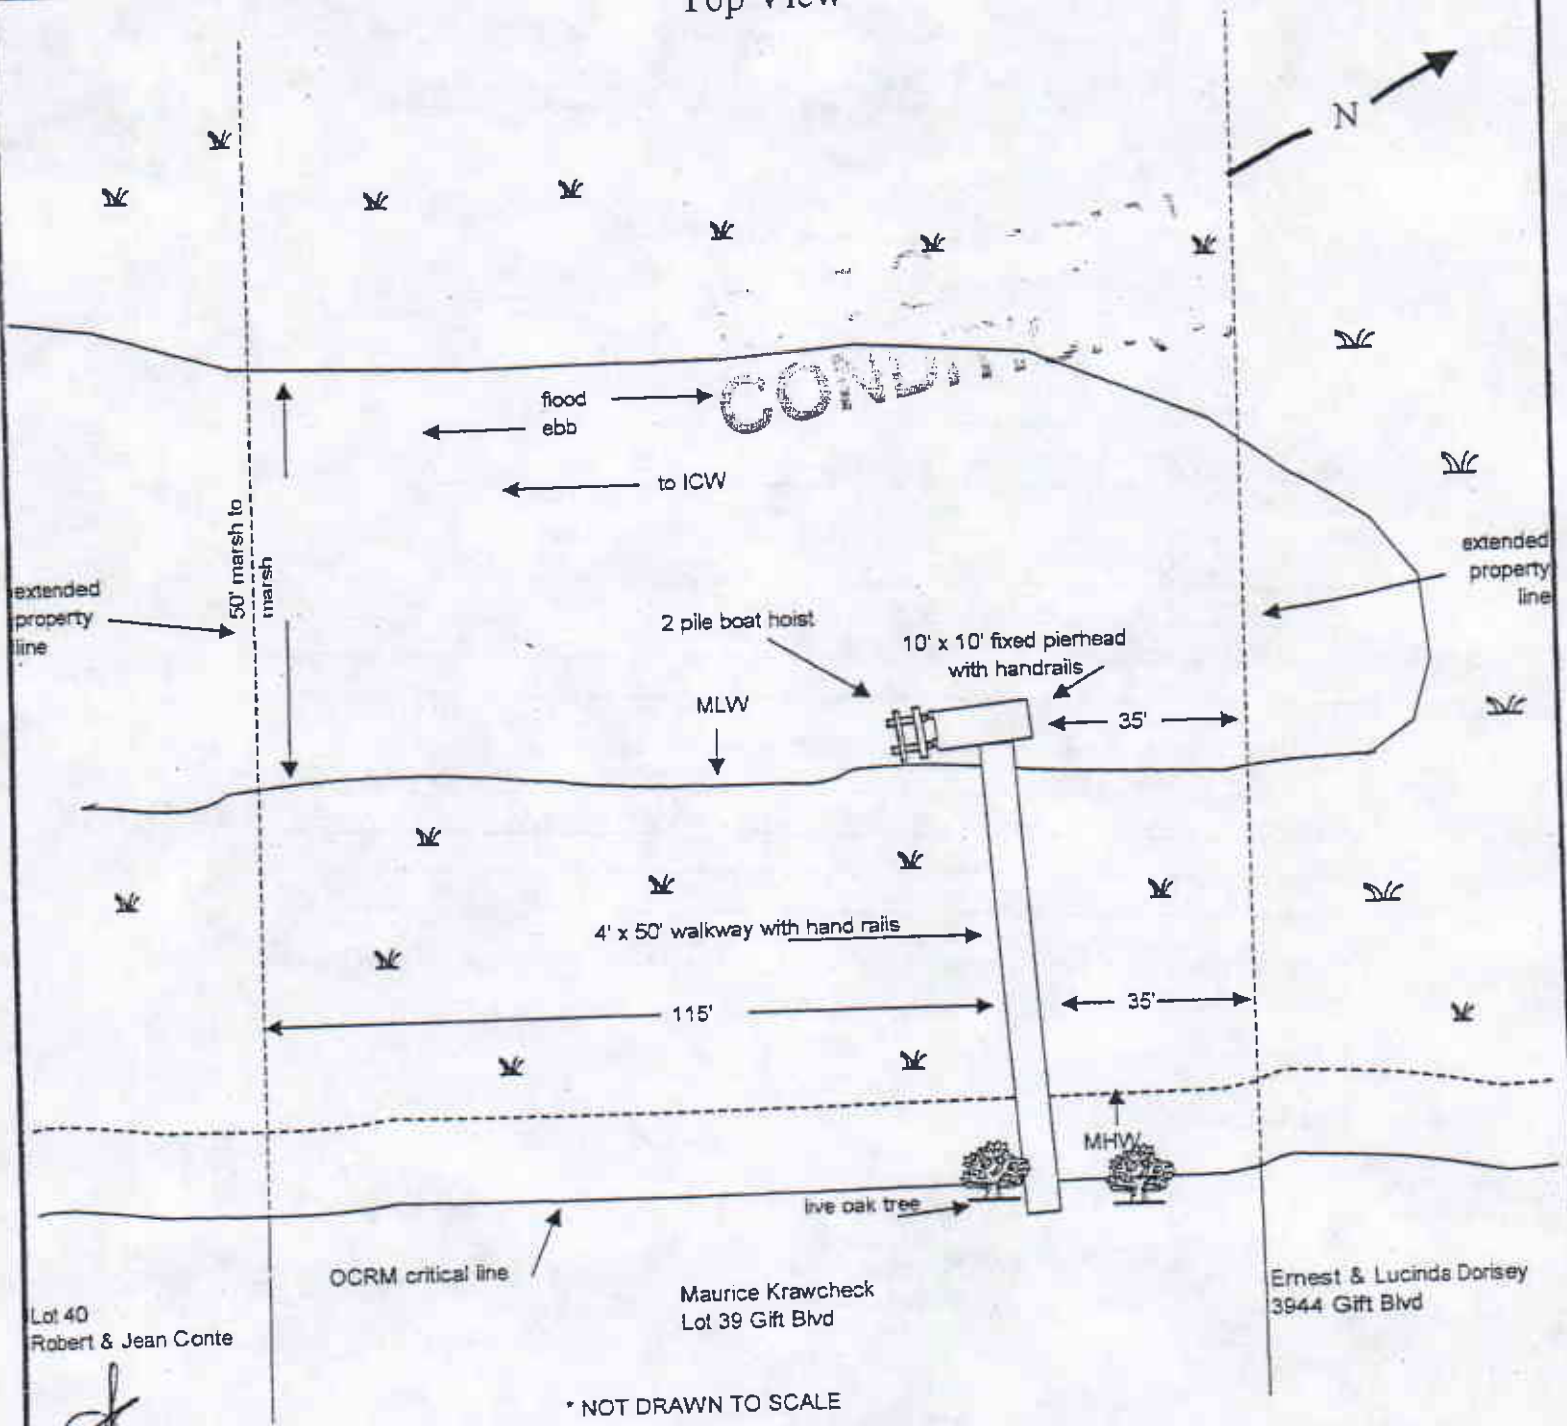 Top View
N
flood
ebb
to ICW
COND
50' marsh to
marsh
extended
property
line
extended
property
line
2 pile boat hoist
10' x 10' fixed pierhead
with handrails
MLW
35'
4' x 50' walkway with hand rails
115'
35'
MHW
live oak tree
OCRM critical line
Maurice Krawcheck
Lot 39 Gift Blvd
Ernest & Lucinda Dorisey
3944 Gift Blvd
Lot 40
Robert & Jean Conte
* NOT DRAWN TO SCALE